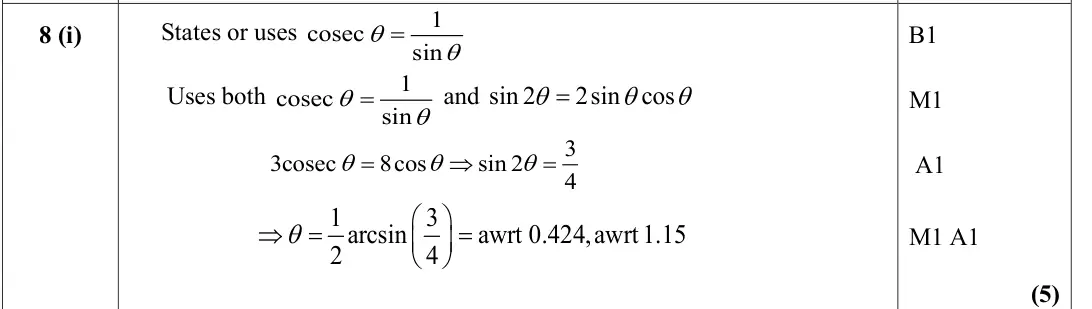 8 (i) States or uses cosec θ = 1/sin θ B1
Uses both cosec θ = 1/sin θ and sin 2θ = 2 sin θ cos θ M1
3cosec θ = 8cos θ ⇒ sin 2θ = 3/4 A1
⇒ θ = 1/2 arcsin(3/4) = awrt 0.424, awrt 1.15 M1 A1
(5)